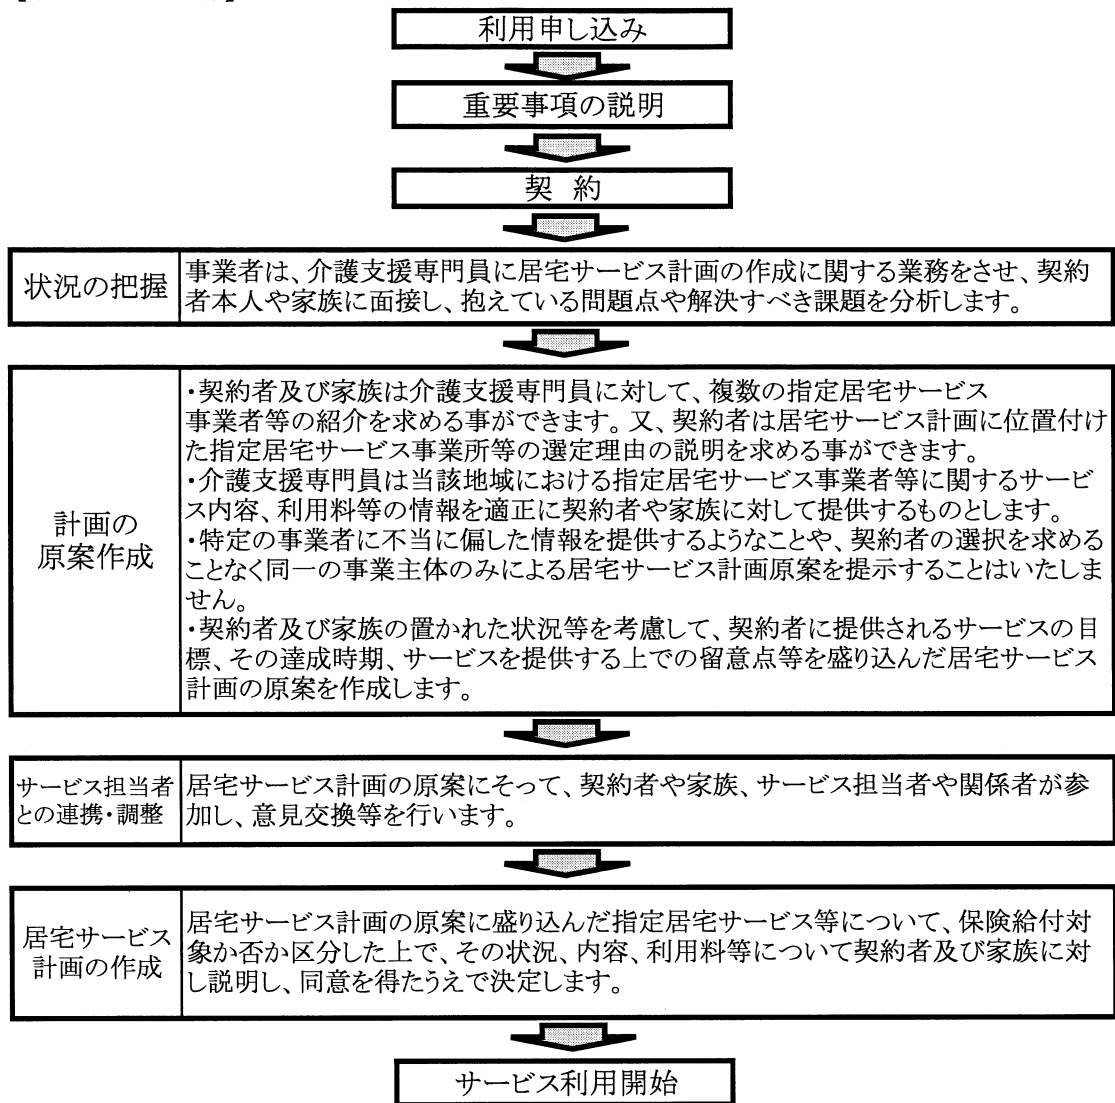 利用申し込み
重要事項の説明
契 約
状況の把握
事業者は、介護支援専門員に居宅サービス計画の作成に関する業務をさせ、契約
者本人や家族に面接し、抱えている問題点や解決すべき課題を分析します。
計画の
原案作成
・契約者及び家族は介護支援専門員に対して、複数の指定居宅サービス
事業者等の紹介を求める事ができます。又、契約者は居宅サービス計画に位置付け
た指定居宅サービス事業所等の選定理由の説明を求める事ができます。
・介護支援専門員は当該地域における指定居宅サービス事業者等に関するサービ
ス内容、利用料等の情報を適正に契約者や家族に対して提供するものとします。
・特定の事業者に不当に偏した情報を提供するようなことや、契約者の選択を求める
ことなく同一の事業主体のみによる居宅サービス計画原案を提示することはいたしま
せん。
・契約者及び家族の置かれた状況等を考慮して、契約者に提供されるサービスの目
標、その達成時期、サービスを提供する上での留意点等を盛り込んだ居宅サービス
計画の原案を作成します。
サービス担当者
との連携・調整
居宅サービス計画の原案にそって、契約者や家族、サービス担当者や関係者が参
加し、意見交換等を行います。
居宅サービス
計画の作成
居宅サービス計画の原案に盛り込んだ指定居宅サービス等について、保険給付対
象か否か区分した上で、その状況、内容、利用料等について契約者及び家族に対
し説明し、同意を得たうえで決定します。
サービス利用開始